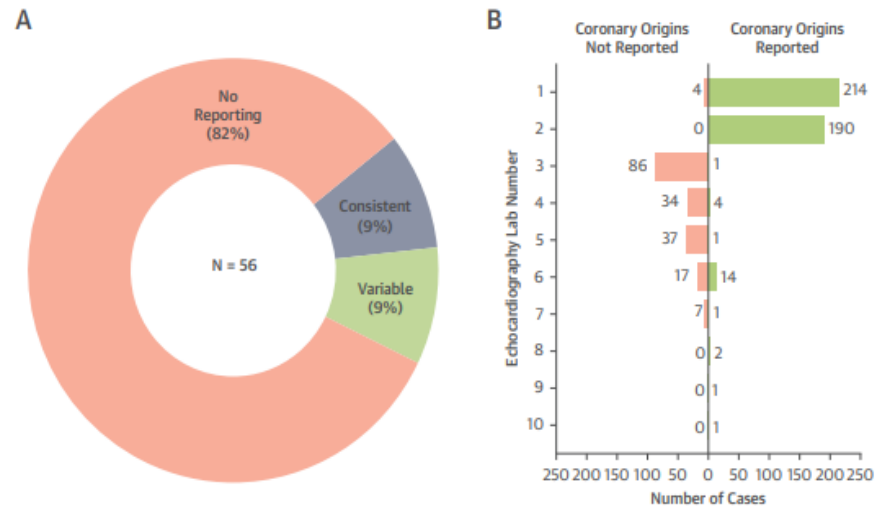 A
No
Reporting
(82%)
Consistent
(9%)
N = 56
Variable
(9%)
B
Coronary Origins
Not Reported
Coronary Origins
Reported
Echocardiography Lab Number
1 4 214
2 0 190
3 86 1
4 34 4
5 37 1
6 17 14
7 7 1
8 0 2
9 0 1
10 0 1
250 200 150 100 50 0 50 100 150 200 250
Number of Cases